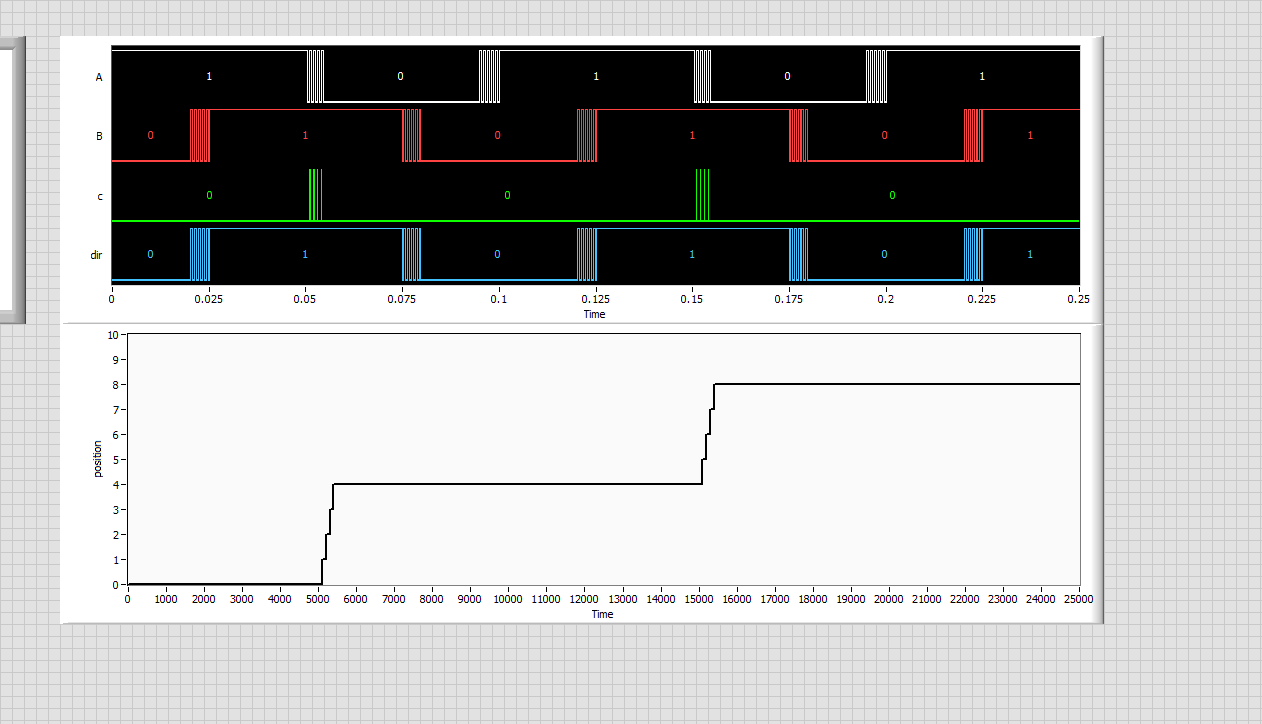 A 1 0 1 0 1
B 0 1 0 1 0 1
c 0 0 0
dir 0 1 0 1 0 1
0 0.025 0.05 0.075 0.1 0.125 0.15 0.175 0.2 0.225 0.25
Time
10
9
8
7
6
5
position
4
3
2
1
0
0 1000 2000 3000 4000 5000 6000 7000 8000 9000 10000 11000 12000 13000 14000 15000 16000 17000 18000 19000 20000 21000 22000 23000 24000 25000
Time